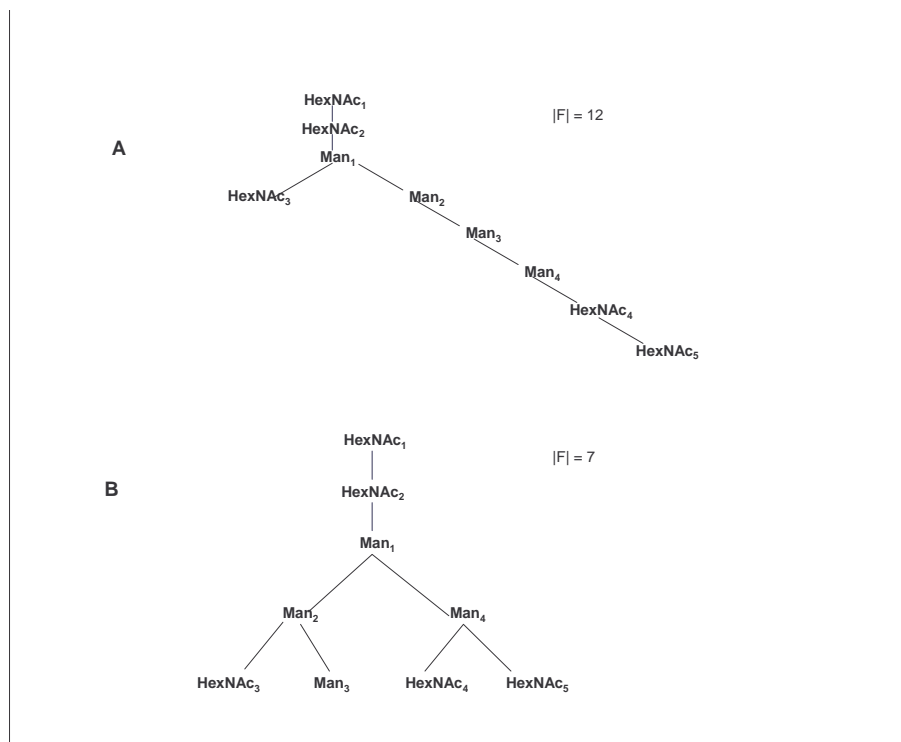 HexNAc₁
|F| = 12
HexNAc₂
A
Man₁
HexNAc₃
Man₂
Man₃
Man₄
HexNAc₄
HexNAc₅
HexNAc₁
|F| = 7
B
HexNAc₂
Man₁
Man₂ Man₄
HexNAc₃ Man₃ HexNAc₄ HexNAc₅